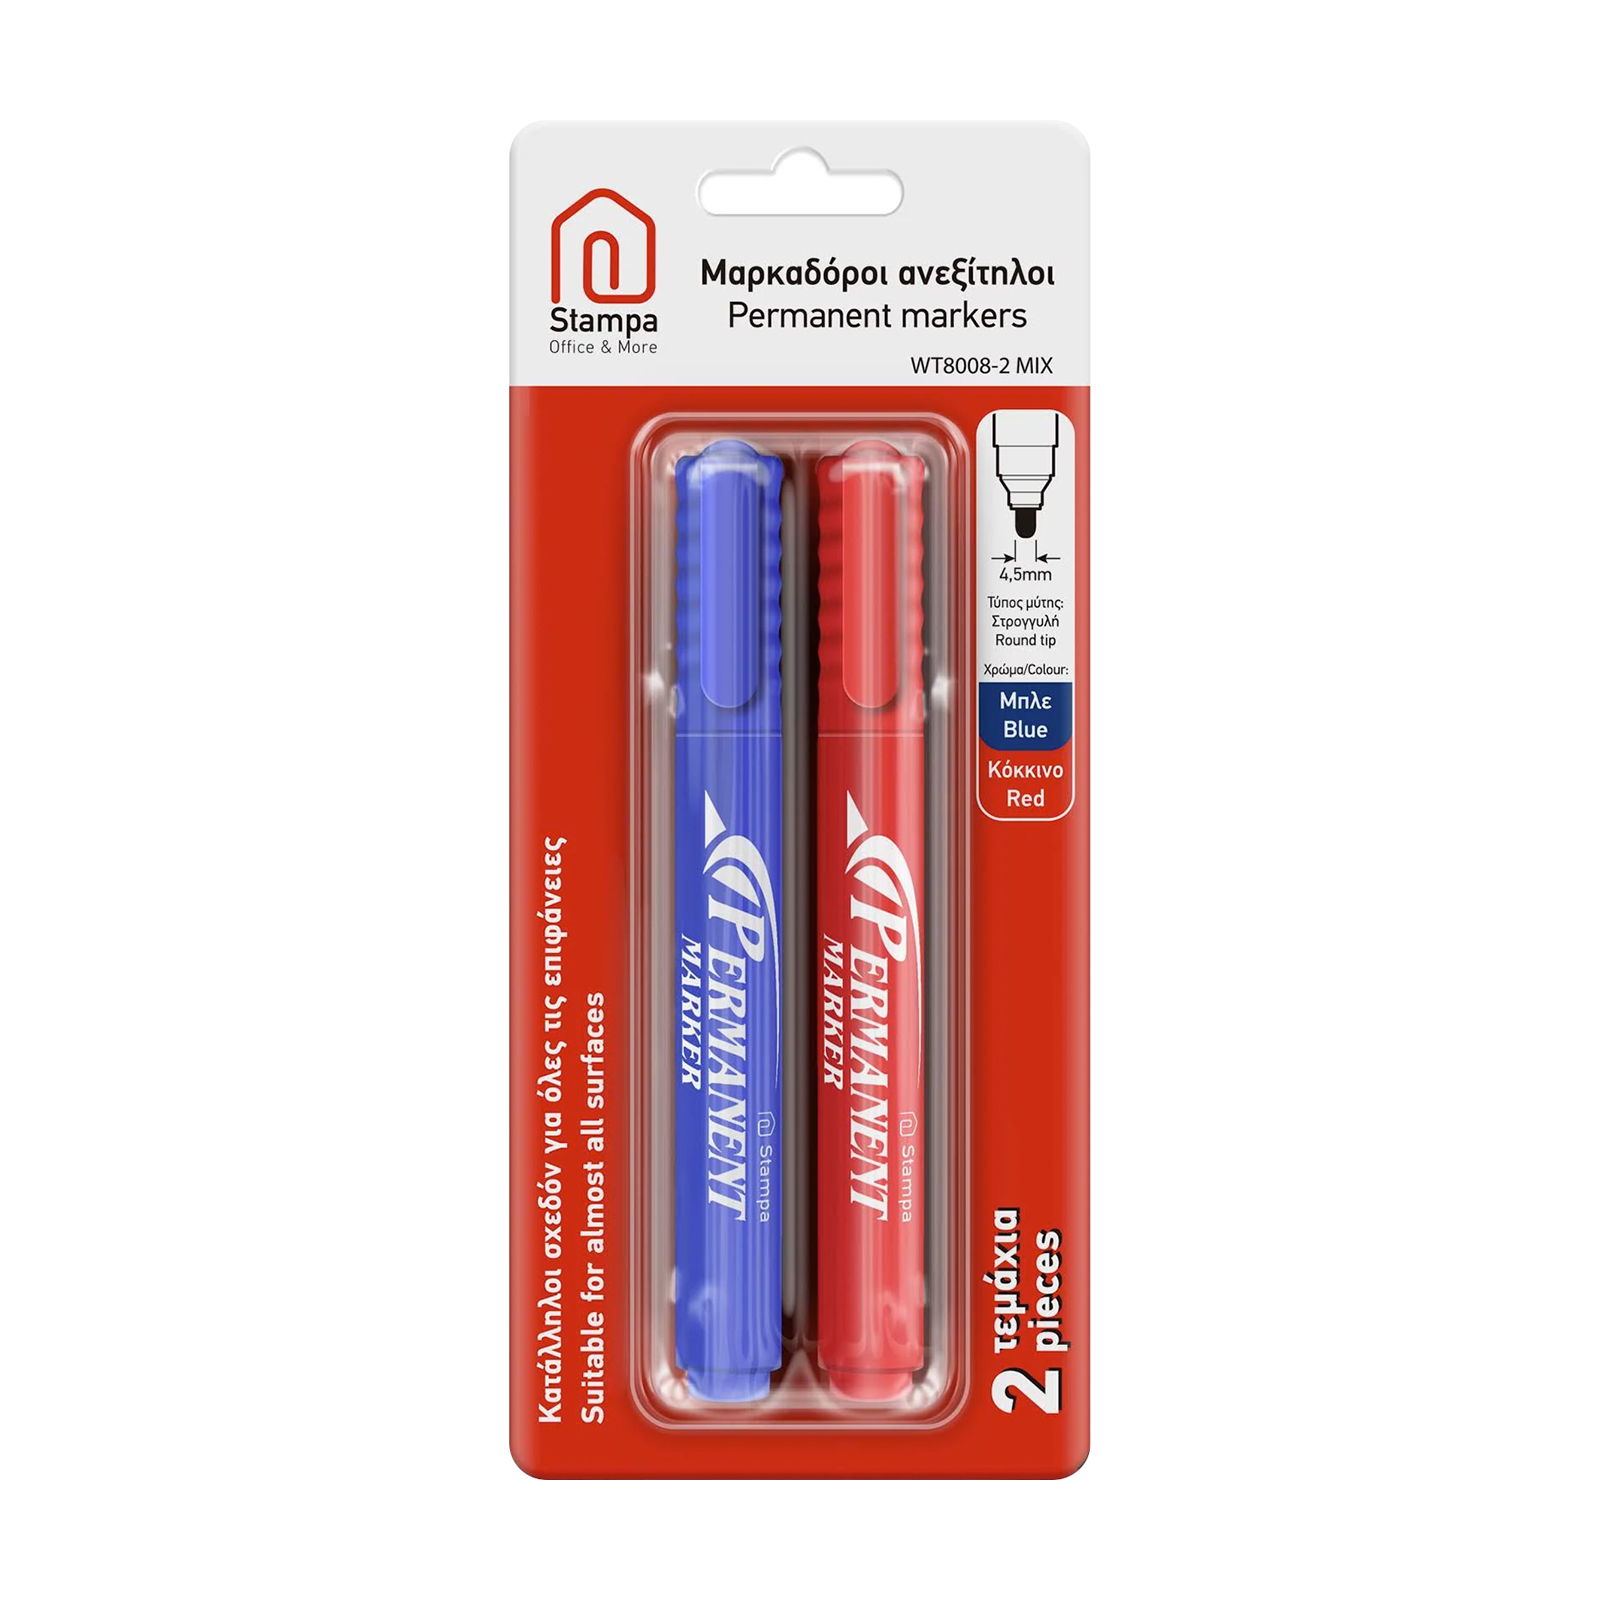 Stampa
Office & More
Μαρκαδόροι ανεξίτηλοι
Permanent markers
WT8008-2 MIX
4,5mm
Τύπος μύτης:
Στρογγυλή
Round tip
Χρώμα/Colour:
Μπλε
Blue
Κόκκινο
Red
PERMANENT
MARKER
Stampa
PERMANENT
MARKER
Stampa
Κατάλληλοι σχεδόν για όλες τις επιφάνειες
Suitable for almost all surfaces
2 τεμάχια
pieces